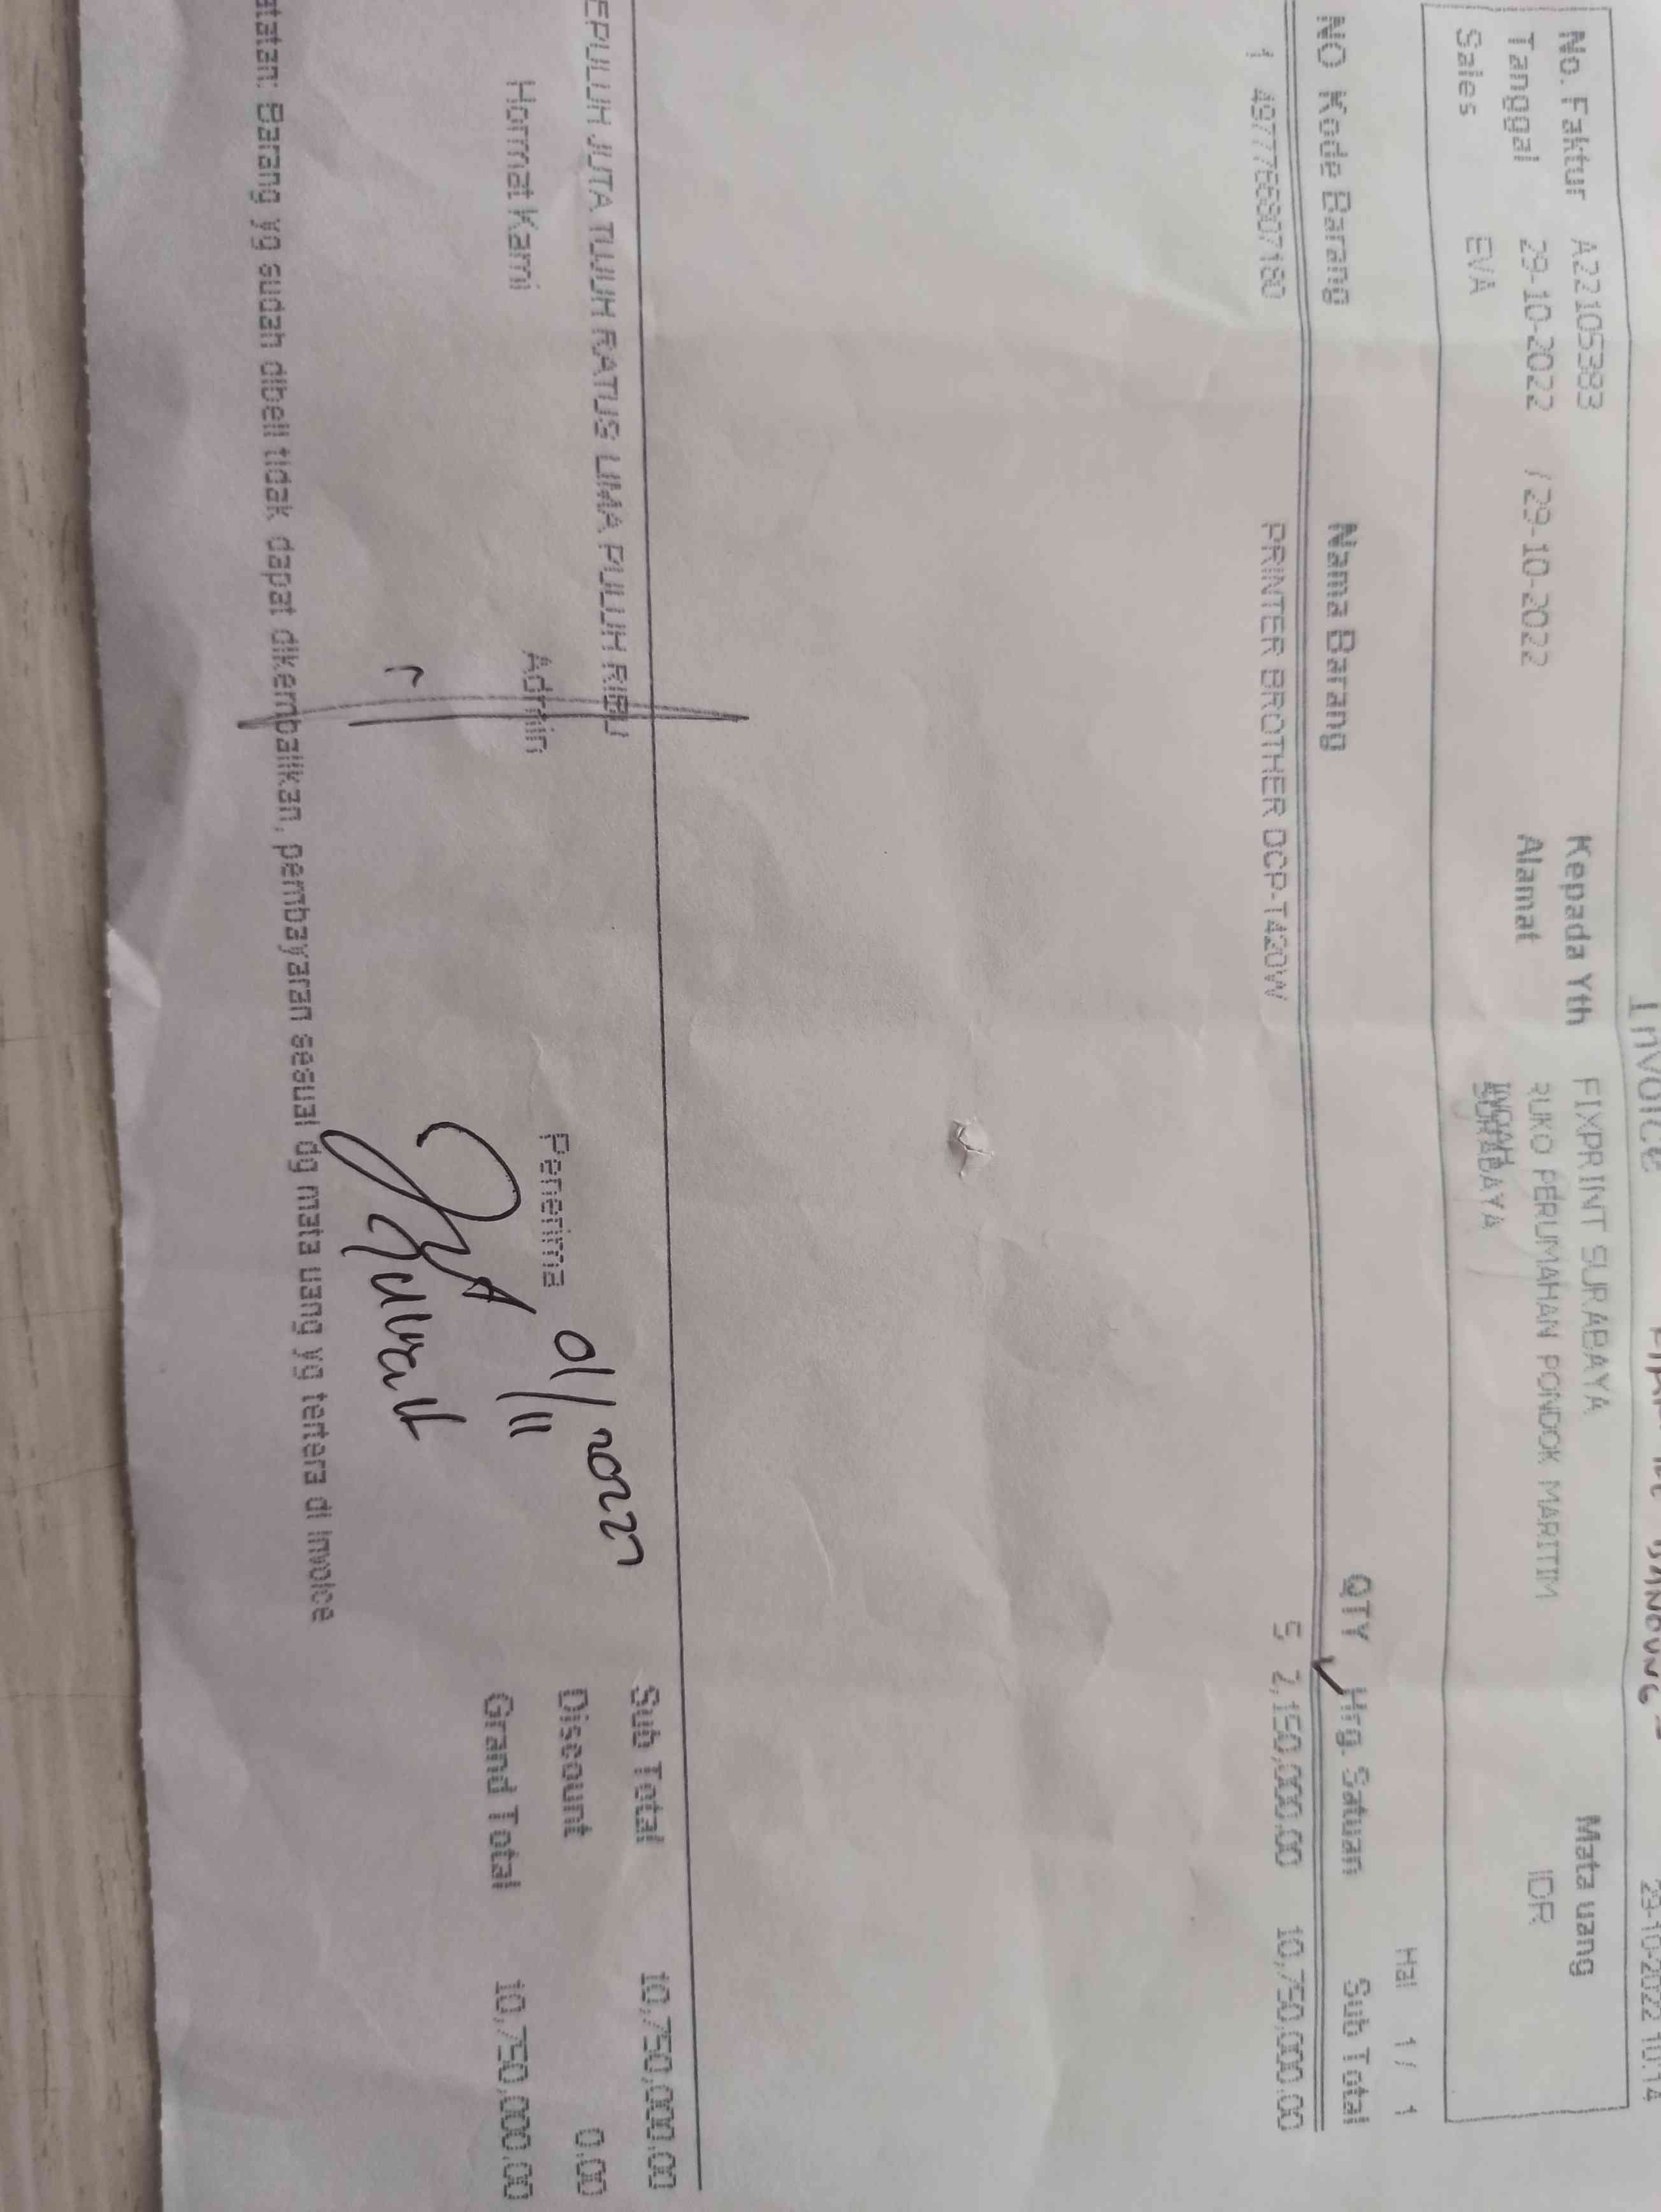 Invoice 29-10-2022 10:14
No. Faktur A22105383 Kepada Yth FIXPRINT SURABAYA Mata uang
Tanggal 29-10-2022 / 29-10-2022 Alamat RUKO PERUMAHAN PONDOK MARITIM IDR
Sales EVA SURABAYA
Hal 1 / 1
NO Kode Barang Nama Barang QTY Hrg. Satuan Sub Total
1 4977766807180 PRINTER BROTHER DCP-T420W 5 2,150,000.00 10,750,000.00
EPULUH JUTA TUJUH RATUS LIMA PULUH RIBU Sub Total 10,750,000.00
01/11 2022
Hormat Kami Admin Penerima Discount 0.00
Grand Total 10,750,000.00
atatan: Barang yg sudah dibeli tidak dapat dikembalikan, pembayaran sesuai dg mata uang yg tertera di invoice